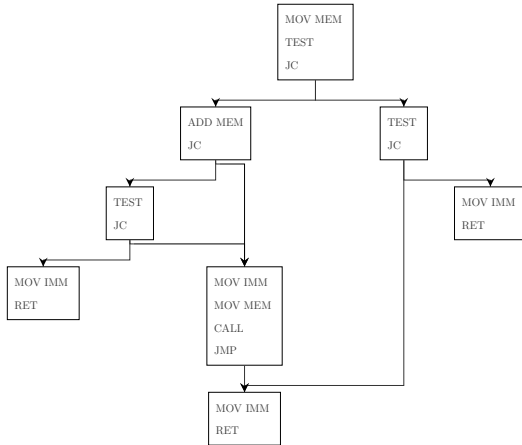 MOV MEM
TEST
JC
ADD MEM
JC
TEST
JC
TEST
JC
MOV IMM
RET
MOV IMM
RET
MOV IMM
MOV MEM
CALL
JMP
MOV IMM
RET